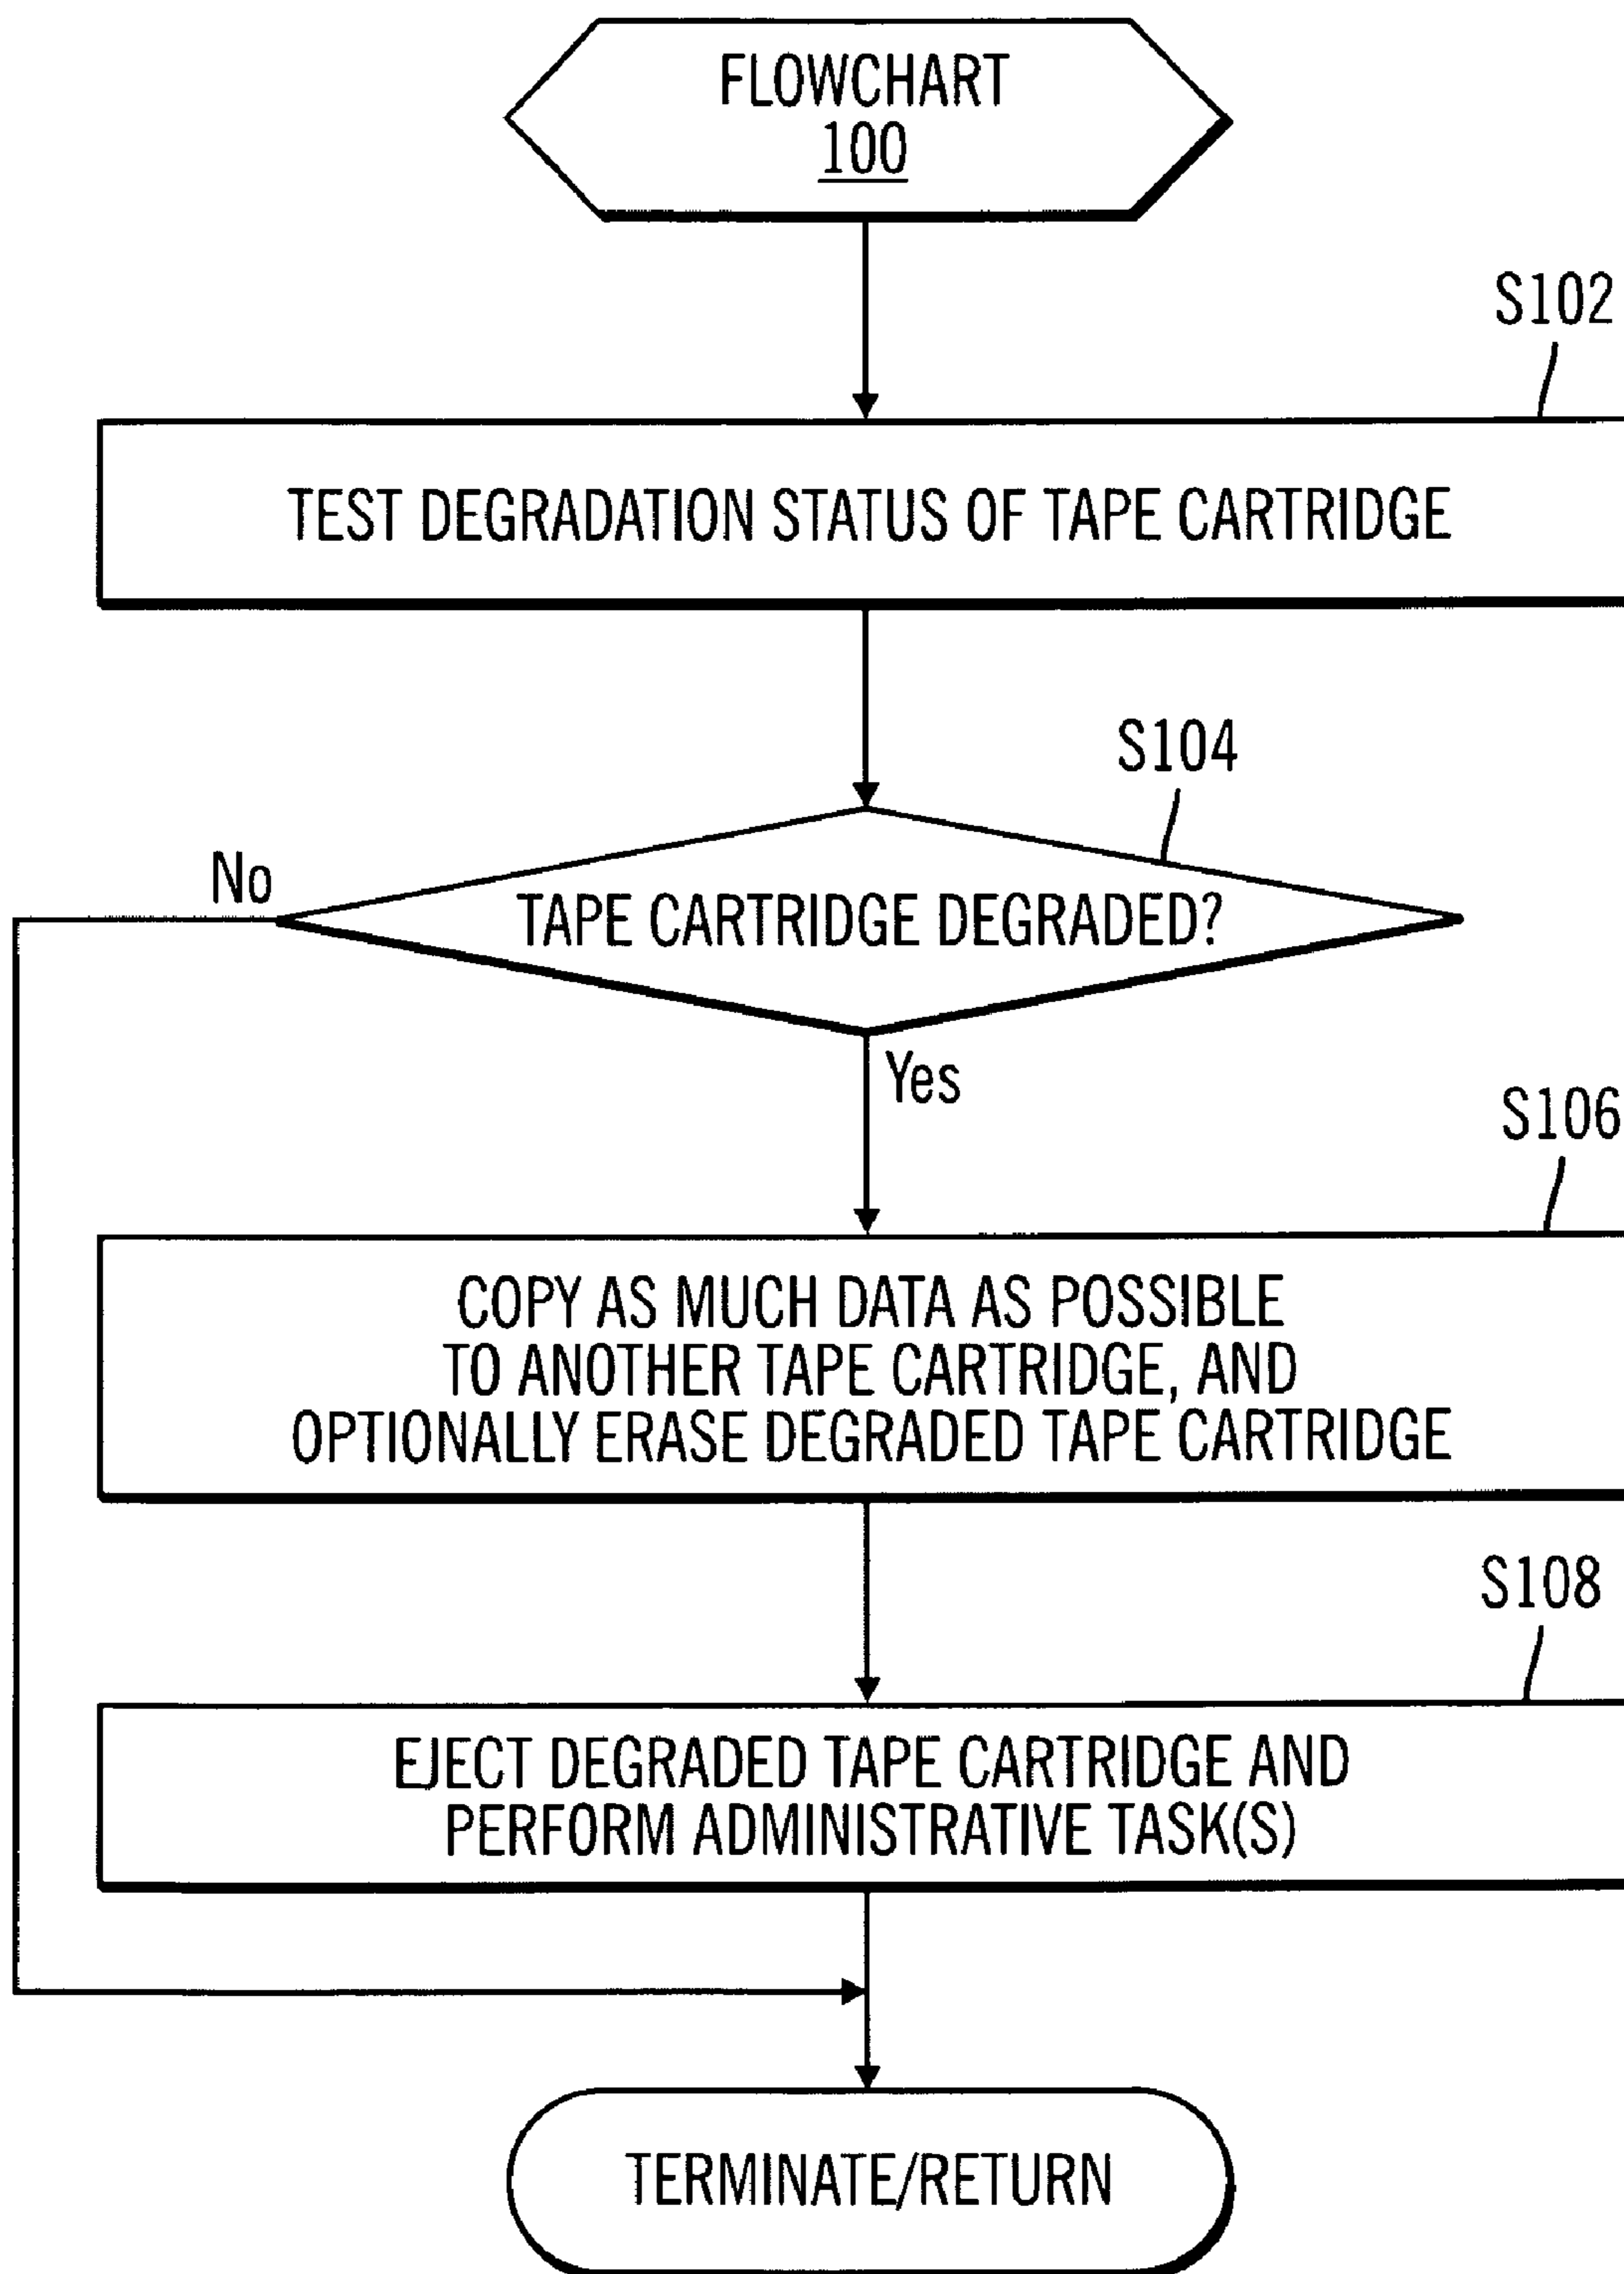 FLOWCHART
100
S102
TEST DEGRADATION STATUS OF TAPE CARTRIDGE
S104
No
TAPE CARTRIDGE DEGRADED?
Yes
S106
COPY AS MUCH DATA AS POSSIBLE
TO ANOTHER TAPE CARTRIDGE, AND
OPTIONALLY ERASE DEGRADED TAPE CARTRIDGE
S108
EJECT DEGRADED TAPE CARTRIDGE AND
PERFORM ADMINISTRATIVE TASK(S)
TERMINATE/RETURN